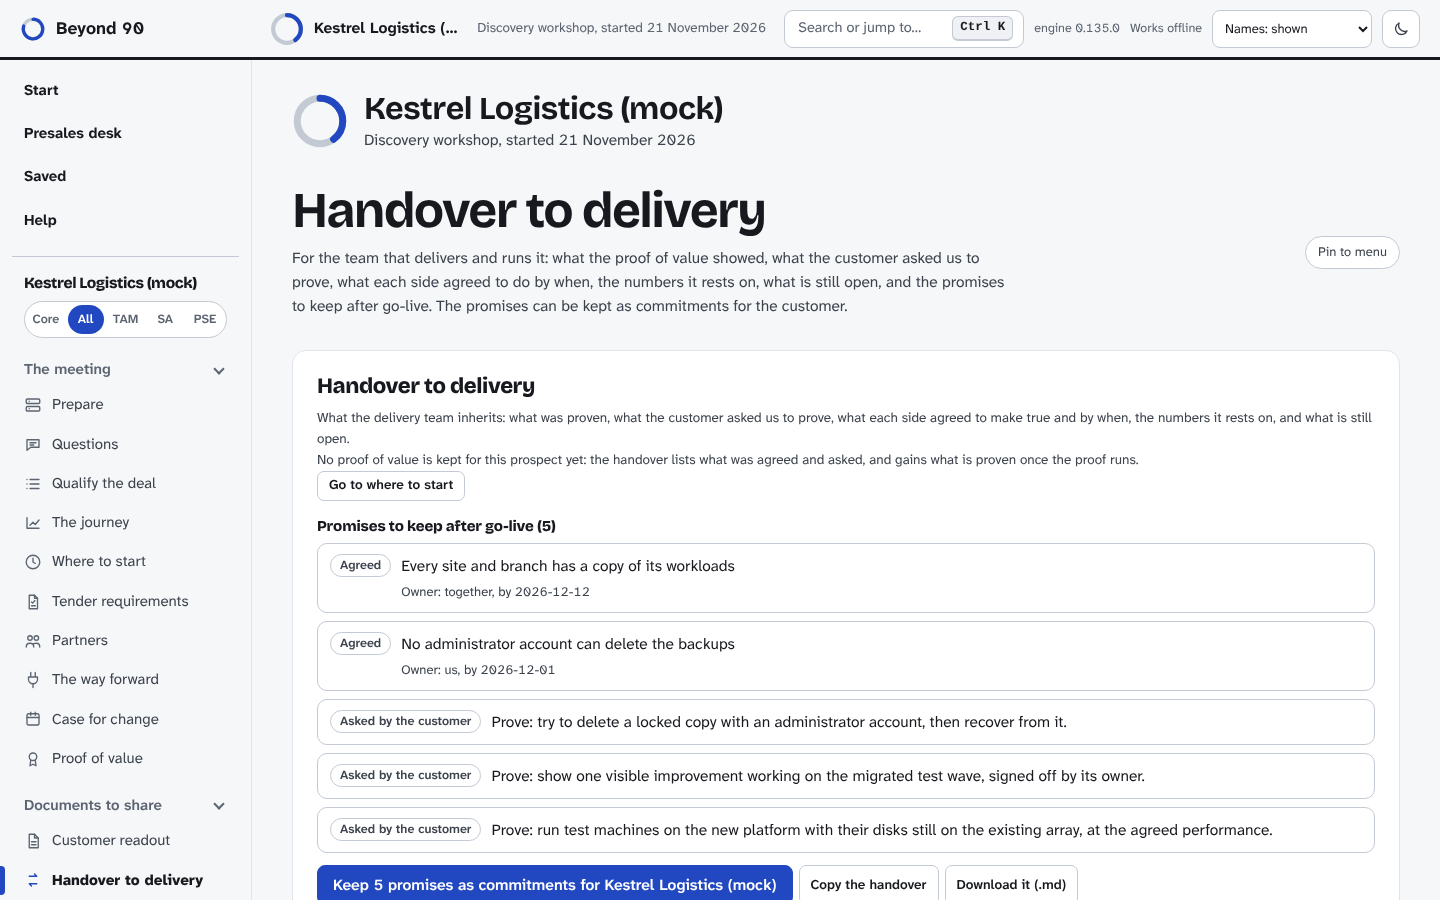 Beyond 90
Kestrel Logistics (...
Discovery workshop, started 21 November 2026
Search or jump to...
Ctrl K
engine 0.135.0
Works offline
Names: shown
Start
Presales desk
Saved
Help
Kestrel Logistics (mock)
Core
All
TAM
SA
PSE
The meeting
Prepare
Questions
Qualify the deal
The journey
Where to start
Tender requirements
Partners
The way forward
Case for change
Proof of value
Documents to share
Customer readout
Handover to delivery
Kestrel Logistics (mock)
Discovery workshop, started 21 November 2026
Handover to delivery
For the team that delivers and runs it: what the proof of value showed, what the customer asked us to
prove, what each side agreed to do by when, the numbers it rests on, what is still open, and the promises
to keep after go-live. The promises can be kept as commitments for the customer.
Pin to menu
Handover to delivery
What the delivery team inherits: what was proven, what the customer asked us to prove, what each side agreed to make true and by when, the numbers it rests on, and what is still
open.
No proof of value is kept for this prospect yet: the handover lists what was agreed and asked, and gains what is proven once the proof runs.
Go to where to start
Promises to keep after go-live (5)
Agreed
Every site and branch has a copy of its workloads
Owner: together, by 2026-12-12
Agreed
No administrator account can delete the backups
Owner: us, by 2026-12-01
Asked by the customer
Prove: try to delete a locked copy with an administrator account, then recover from it.
Asked by the customer
Prove: show one visible improvement working on the migrated test wave, signed off by its owner.
Asked by the customer
Prove: run test machines on the new platform with their disks still on the existing array, at the agreed performance.
Keep 5 promises as commitments for Kestrel Logistics (mock)
Copy the handover
Download it (.md)